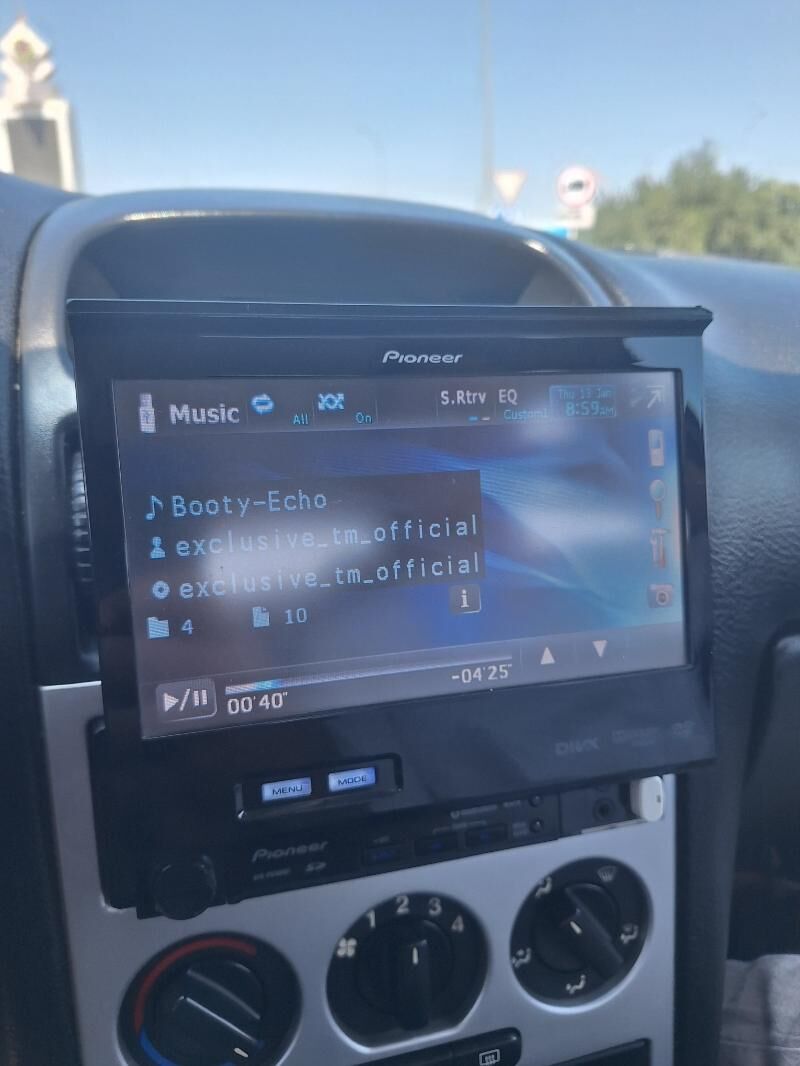 Pioneer
Music All On S.Rtrv EQ Custom1 Thu 13 Jan 8:59AM
Booty-Echo
exclusive_tm_official
exclusive_tm_official
4 10 i
00'40" -04'25"
DIVX
MENU MODE
Pioneer
1 2 3 4